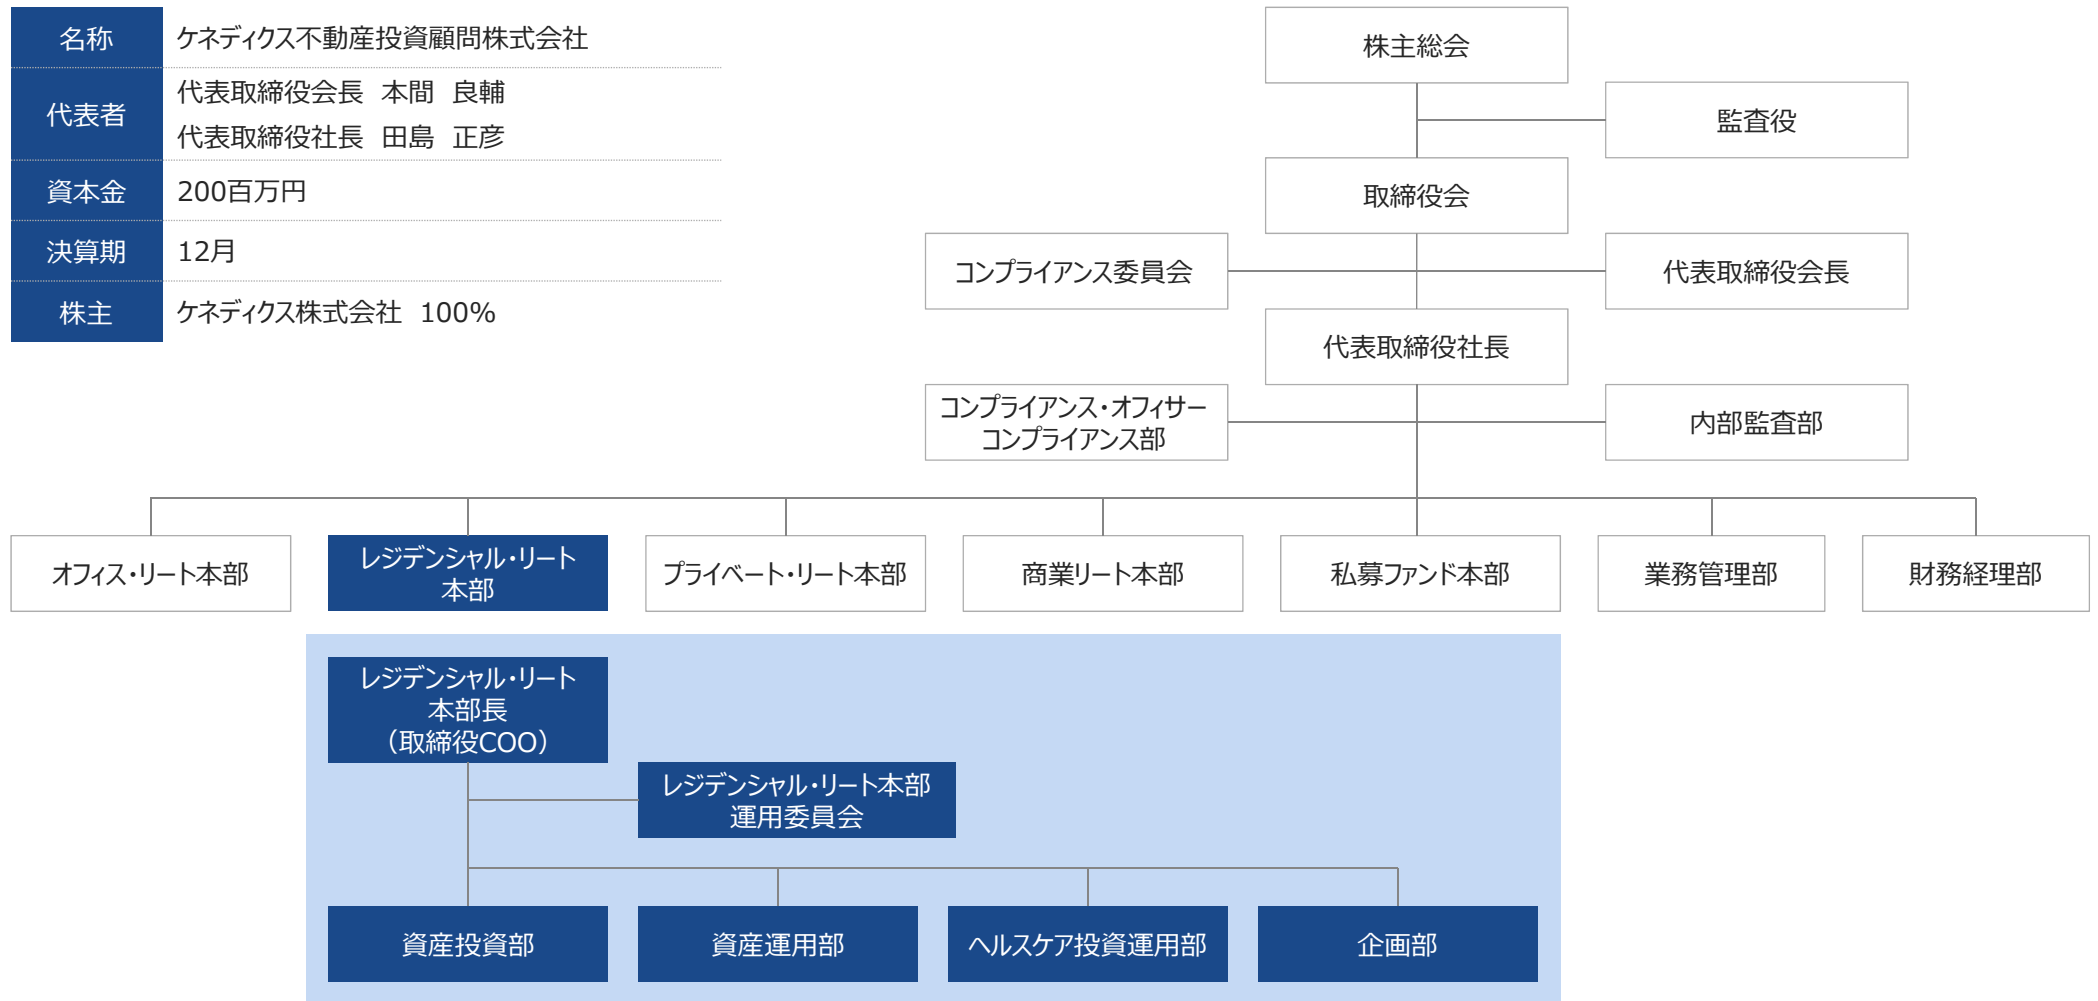 名称 ケネディクス不動産投資顧問株式会社
代表者 代表取締役会長 本間 良輔
代表取締役社長 田島 正彦
資本金 200百万円
決算期 12月
株主 ケネディクス株式会社 100%
株主総会
監査役
取締役会
コンプライアンス委員会
代表取締役会長
代表取締役社長
コンプライアンス・オフィサー
コンプライアンス部
内部監査部
オフィス・リート本部
レジデンシャル・リート
本部
プライベート・リート本部
商業リート本部
私募ファンド本部
業務管理部
財務経理部
レジデンシャル・リート
本部長
（取締役COO）
レジデンシャル・リート本部
運用委員会
資産投資部
資産運用部
ヘルスケア投資運用部
企画部